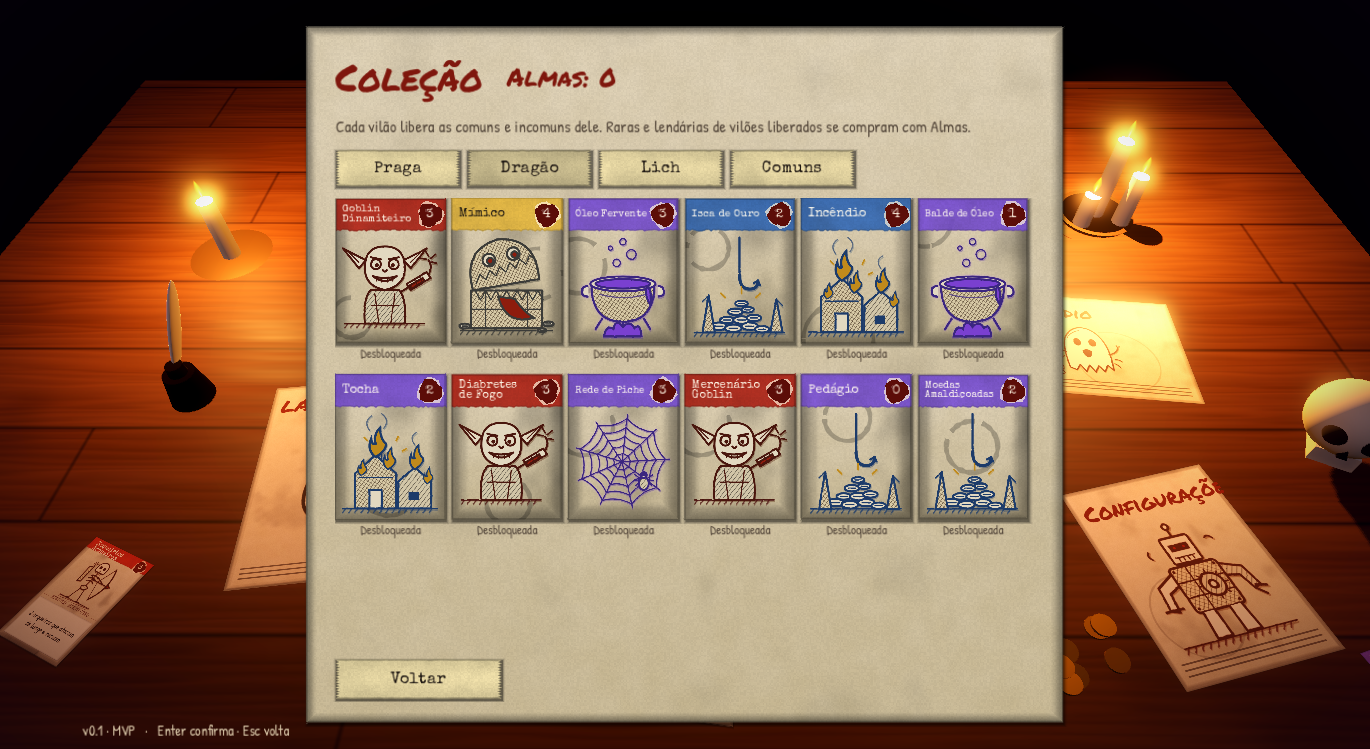 Coleção Almas: 0
Cada vilão libera as comuns e incomuns dele. Raras e lendárias de vilões liberados se compram com Almas.
Praga Dragão Lich Comuns
Goblin
Dinamiteiro 3
Mímico 4
Óleo Fervente 3
Isca de Ouro 2
Incêndio 4
Balde de Óleo 1
Desbloqueada Desbloqueada Desbloqueada Desbloqueada Desbloqueada Desbloqueada
Tocha 2
Diabretes
de Fogo 3
Rede de Piche 3
Mercenário
Goblin 3
Pedágio 0
Moedas
Amaldiçoadas 2
Desbloqueada Desbloqueada Desbloqueada Desbloqueada Desbloqueada Desbloqueada
Voltar
Configuraçõ
v0.1 · MVP · Enter confirma · Esc volta